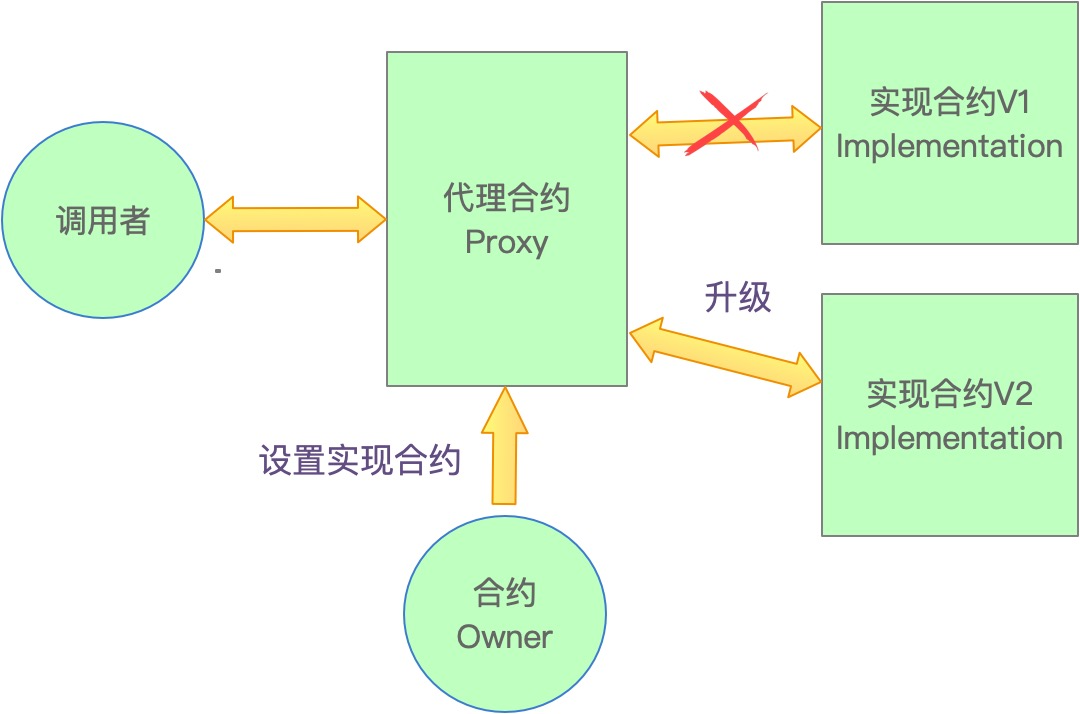 调用者
代理合约
Proxy
实现合约V1
Implementation
升级
实现合约V2
Implementation
设置实现合约
合约
Owner